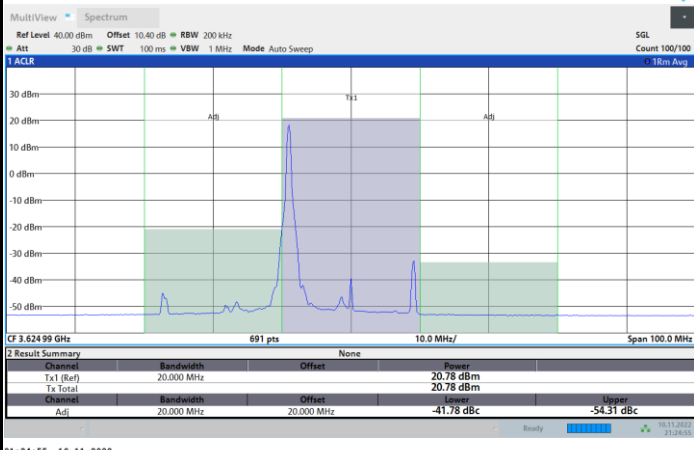 MultiView Spectrum
Ref Level 40.00 dBm Offset 10.40 dB RBW 200 kHz SGL
Att 30 dB SWT 100 ms VBW 1 MHz Mode Auto Sweep Count 100/100
1 ACLR 1Rm Avg
30 dBm
Tx1
20 dBm Adj Adj
10 dBm
0 dBm
-10 dBm
-20 dBm
-30 dBm
-40 dBm
-50 dBm
CF 3.624 99 GHz 691 pts 10.0 MHz/ Span 100.0 MHz
2 Result Summary None
Channel Bandwidth Offset Power
Tx1 (Ref) 20.000 MHz 20.78 dBm
Tx Total 20.78 dBm
Channel Bandwidth Offset Lower Upper
Adj 20.000 MHz 20.000 MHz -41.78 dBc -54.31 dBc
Ready 10.11.2022
21:24:55